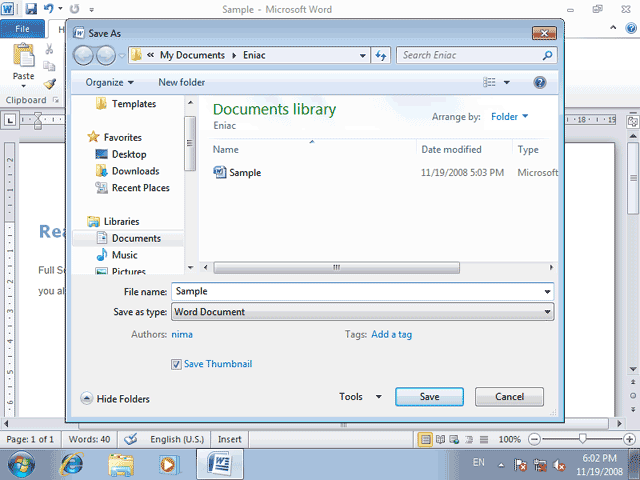 Sample - Microsoft Word
File
Paste
Clipboard
Save As
« My Documents Eniac
Search Eniac
Organize
New folder
Templates
Favorites
Desktop
Downloads
Recent Places
Libraries
Documents
Music
Pictures
Documents library
Eniac
Arrange by: Folder
Name Date modified Type
Sample 11/19/2008 5:03 PM Microsoft
File name: Sample
Save as type: Word Document
Authors: nima
Tags: Add a tag
Save Thumbnail
Hide Folders
Tools
Save
Cancel
Rea
Full Sc
you als
18 19
Page: 1 of 1
Words: 40
English (U.S.)
Insert
100%
EN
6:02 PM
11/19/2008